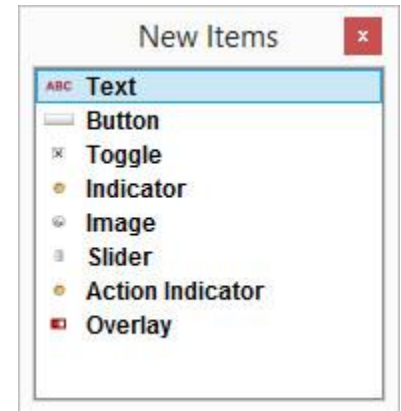 New Items
x
ABC Text
Button
Toggle
Indicator
Image
Slider
Action Indicator
Overlay